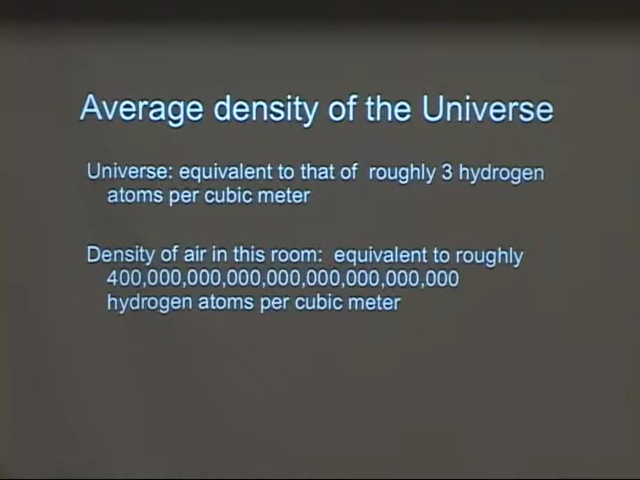 Average density of the Universe
Universe: equivalent to that of roughly 3 hydrogen
atoms per cubic meter
Density of air in this room: equivalent to roughly
400,000,000,000,000,000,000,000,000
hydrogen atoms per cubic meter